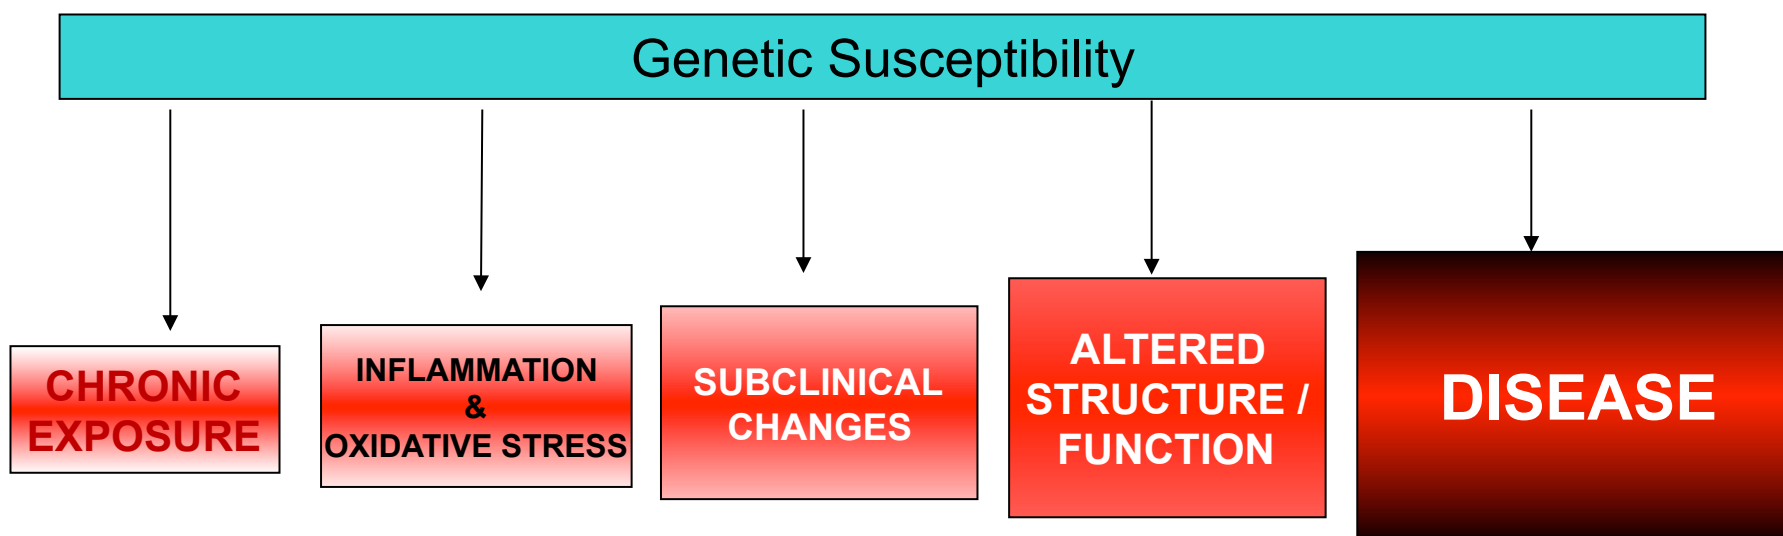 Genetic Susceptibility
CHRONIC
EXPOSURE
INFLAMMATION
&
OXIDATIVE STRESS
SUBCLINICAL
CHANGES
ALTERED
STRUCTURE /
FUNCTION
DISEASE